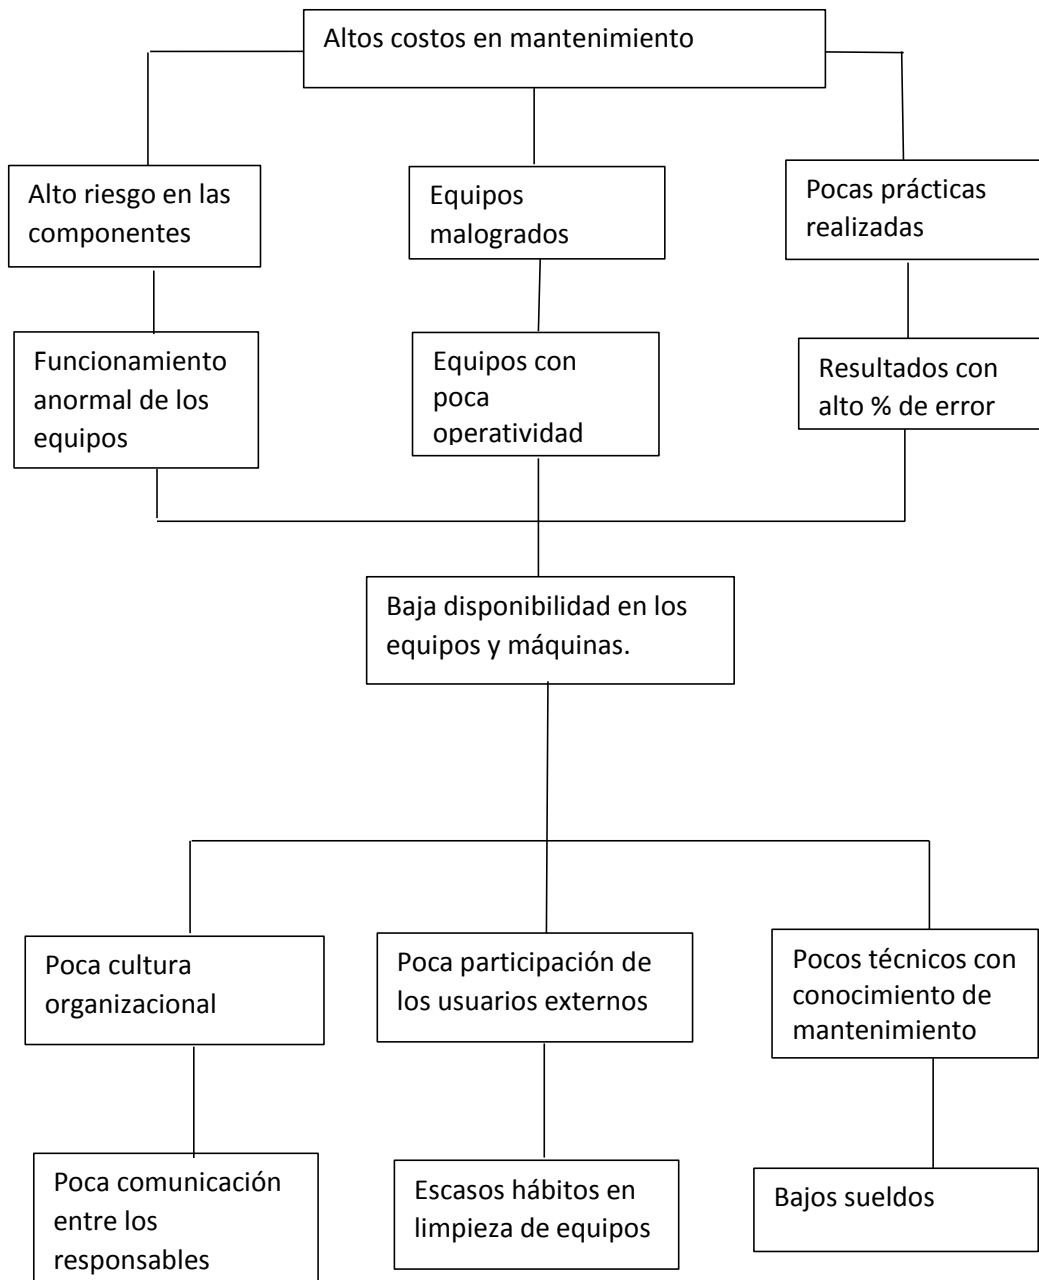 Altos costos en mantenimiento
Alto riesgo en las
componentes
Equipos
malogrados
Pocas prácticas
realizadas
Funcionamiento
anormal de los
equipos
Equipos con
poca
operatividad
Resultados con
alto % de error
Baja disponibilidad en los
equipos y máquinas.
Poca cultura
organizacional
Poca participación de
los usuarios externos
Pocos técnicos con
conocimiento de
mantenimiento
Poca comunicación
entre los
responsables
Escasos hábitos en
limpieza de equipos
Bajos sueldos